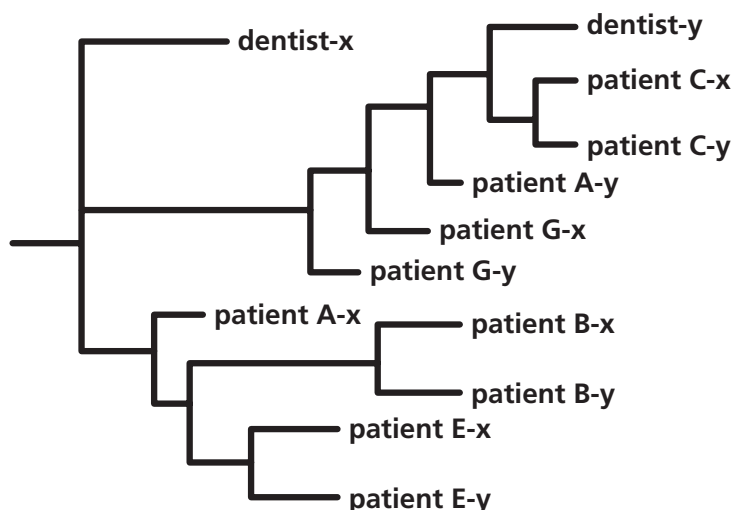 dentist-x
dentist-y
patient C-x
patient C-y
patient A-y
patient G-x
patient G-y
patient A-x
patient B-x
patient B-y
patient E-x
patient E-y